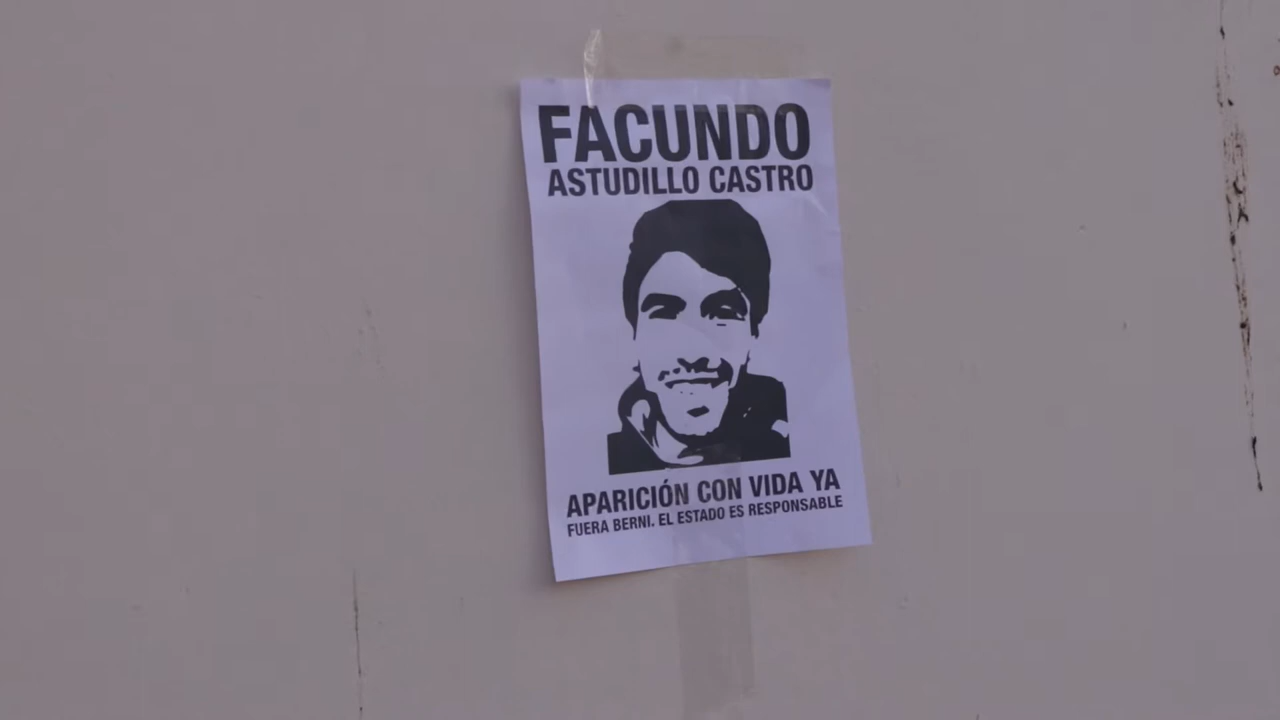 FACUNDO
ASTUDILLO CASTRO
APARICIÓN CON VIDA YA
FUERA BERNI. EL ESTADO ES RESPONSABLE